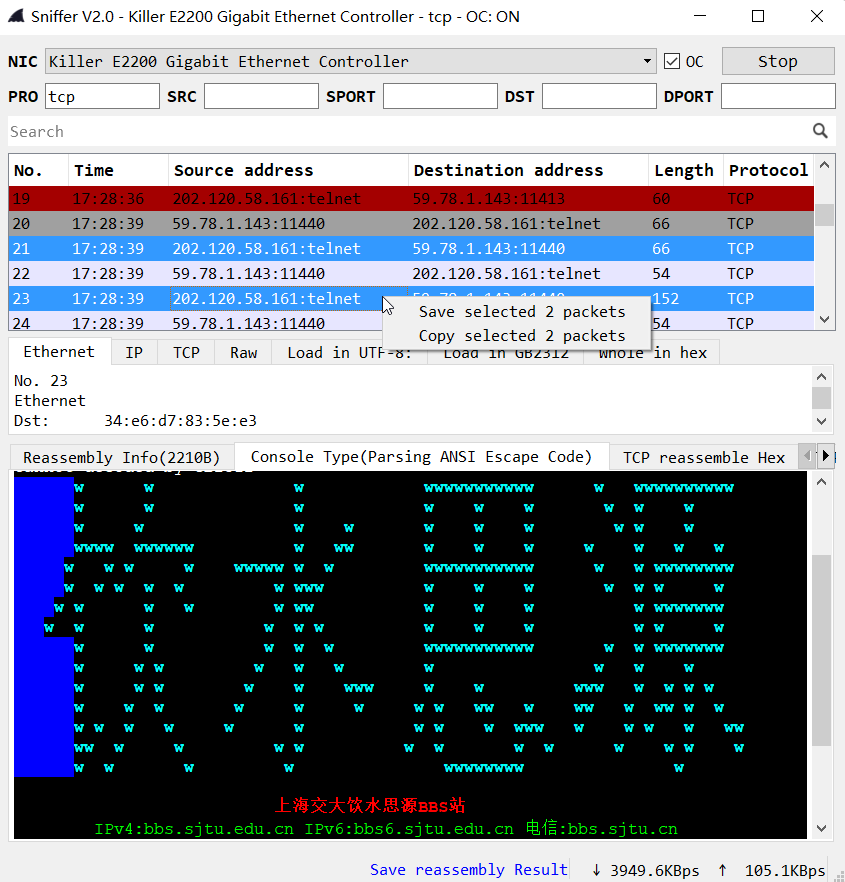 Sniffer V2.0 - Killer E2200 Gigabit Ethernet Controller - tcp - OC: ON
NIC Killer E2200 Gigabit Ethernet Controller OC Stop
PRO tcp SRC SPORT DST DPORT
Search
No. Time Source address Destination address Length Protocol
19 17:28:36 202.120.58.161:telnet 59.78.1.143:11413 60 TCP
20 17:28:39 59.78.1.143:11440 202.120.58.161:telnet 66 TCP
21 17:28:39 202.120.58.161:telnet 59.78.1.143:11440 66 TCP
22 17:28:39 59.78.1.143:11440 202.120.58.161:telnet 54 TCP
23 17:28:39 202.120.58.161:telnet 152 TCP
Save selected 2 packets
24 17:28:39 59.78.1.143:11440 54 TCP
Copy selected 2 packets
Ethernet IP TCP Raw Load in UTF-8: Load in GB2312 Whole in hex
No. 23
Ethernet
Dst: 34:e6:d7:83:5e:e3
Reassembly Info(2210B) Console Type(Parsing ANSI Escape Code) TCP reassemble Hex
饮水思源
上海交大饮水思源BBS站
IPv4:bbs.sjtu.edu.cn IPv6:bbs6.sjtu.edu.cn 电信:bbs.sjtu.cn
Save reassembly Result ↓ 3949.6KBps ↑ 105.1KBps